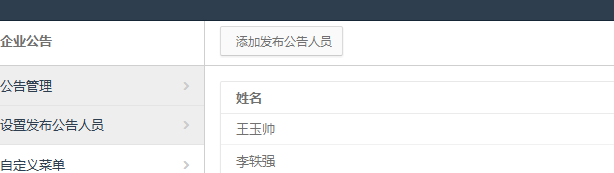 企业公告
添加发布公告人员
公告管理
设置发布公告人员
自定义菜单
姓名
王玉帅
李轶强